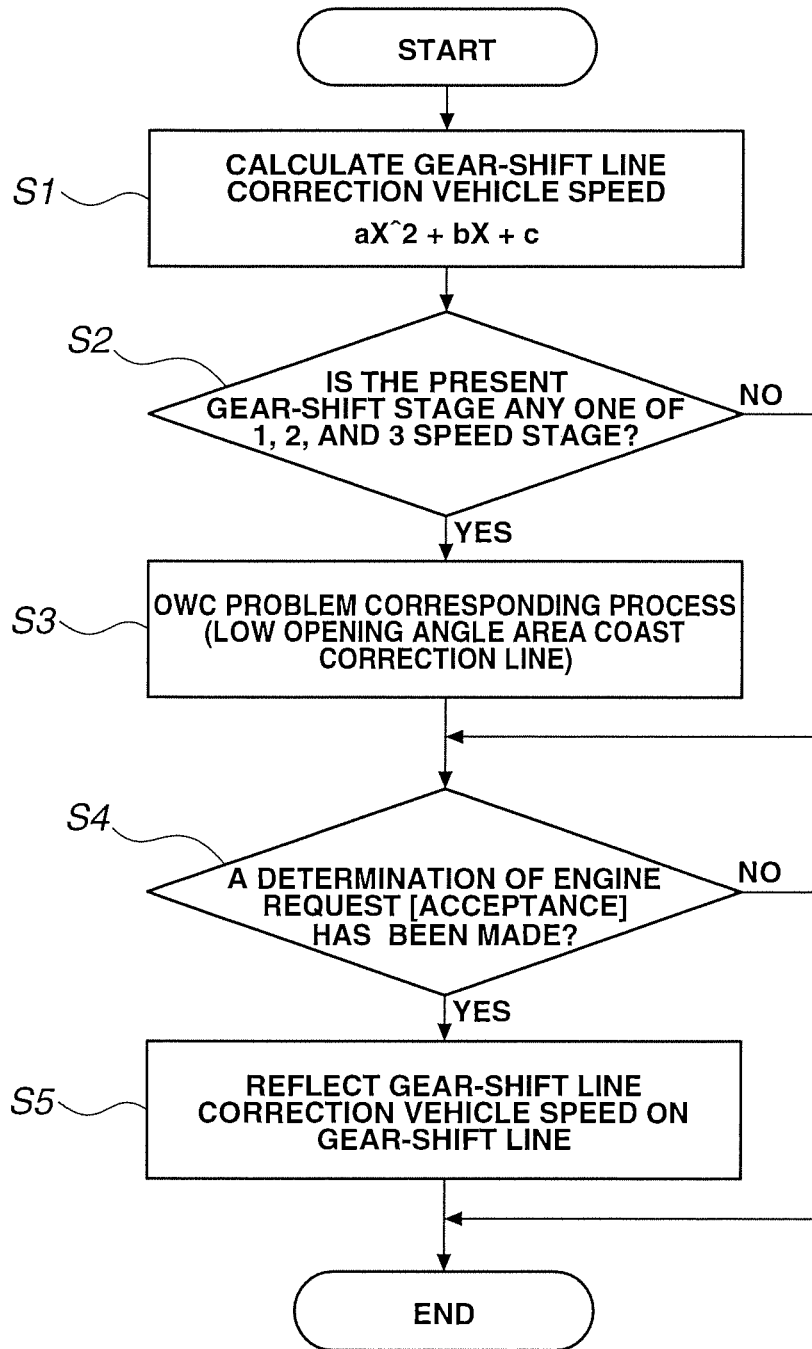 START
S1
CALCULATE GEAR-SHIFT LINE
CORRECTION VEHICLE SPEED
aX^2 + bX + c
S2
IS THE PRESENT
GEAR-SHIFT STAGE ANY ONE OF
1, 2, AND 3 SPEED STAGE?
NO
YES
S3
OWC PROBLEM CORRESPONDING PROCESS
(LOW OPENING ANGLE AREA COAST
CORRECTION LINE)
S4
A DETERMINATION OF ENGINE
REQUEST [ACCEPTANCE]
HAS BEEN MADE?
NO
YES
S5
REFLECT GEAR-SHIFT LINE
CORRECTION VEHICLE SPEED ON
GEAR-SHIFT LINE
END